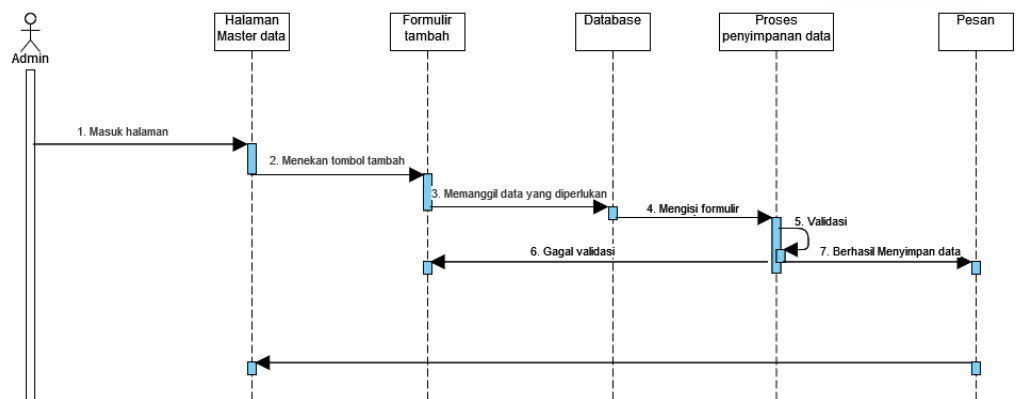 Admin
Halaman
Master data
Formulir
tambah
Database
Proses
penyimpanan data
Pesan
1. Masuk halaman
2. Menekan tombol tambah
3. Memanggil data yang diperlukan
4. Mengisi formulir
5. Validasi
6. Gagal validasi
7. Berhasil Menyimpan data